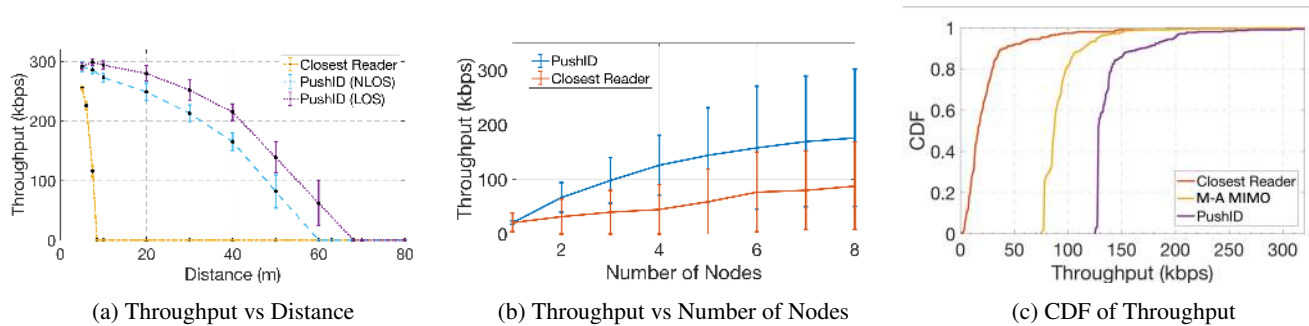 300
200
100
0
0
20
40
60
80
Throughput (kbps)
Distance (m)
Closest Reader
PushID (NLOS)
PushID (LOS)
(a) Throughput vs Distance
300
200
100
0
2
4
6
8
Throughput (kbps)
Number of Nodes
PushID
Closest Reader
(b) Throughput vs Number of Nodes
1
0.8
0.6
0.4
0.2
0
0
50
100
150
200
250
300
CDF
Throughput (kbps)
Closest Reader
M-A MIMO
PushID
(c) CDF of Throughput